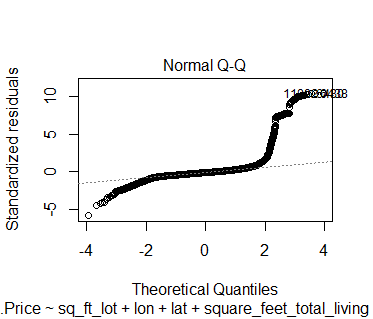 Normal Q-Q
Standardized residuals
10
5
0
-5
-4
-2
0
2
4
Theoretical Quantiles
.Price ~ sq_ft_lot + lon + lat + square_feet_total_living